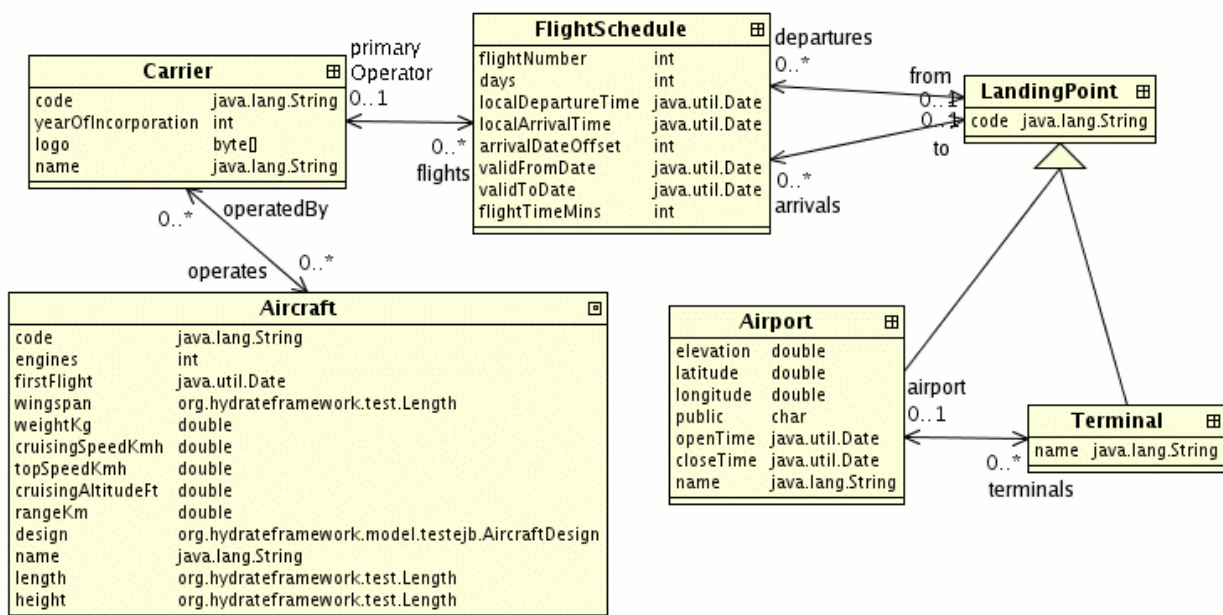 Carrier
code java.lang.String
yearOfIncorporation int
logo byte[]
name java.lang.String
primary
Operator
0..1
0..*
flights
FlightSchedule
flightNumber int
days int
localDepartureTime java.util.Date
localArrivalTime java.util.Date
arrivalDateOffset int
validFromDate java.util.Date
validToDate java.util.Date
flightTimeMins int
departures
0..*
from
0..1
0..1
to
0..*
arrivals
LandingPoint
code java.lang.String
operatedBy
0..*
operates
0..*
Aircraft
code java.lang.String
engines int
firstFlight java.util.Date
wingspan org.hydrateframework.test.Length
weightKg double
cruisingSpeedKmh double
topSpeedKmh double
cruisingAltitudeFt double
rangeKm double
design org.hydrateframework.model.testejb.AircraftDesign
name java.lang.String
length org.hydrateframework.test.Length
height org.hydrateframework.test.Length
Airport
elevation double
latitude double
longitude double
public char
openTime java.util.Date
closeTime java.util.Date
name java.lang.String
airport
0..1
0..*
terminals
Terminal
name java.lang.String